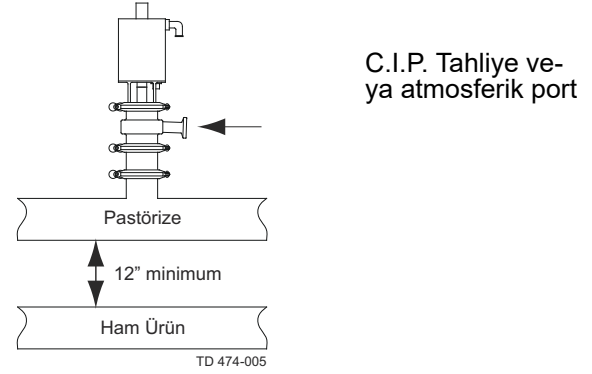 C.I.P. Tahliye ve-
ya atmosferik port
Pastörize
12” minimum
Ham Ürün
TD 474-005